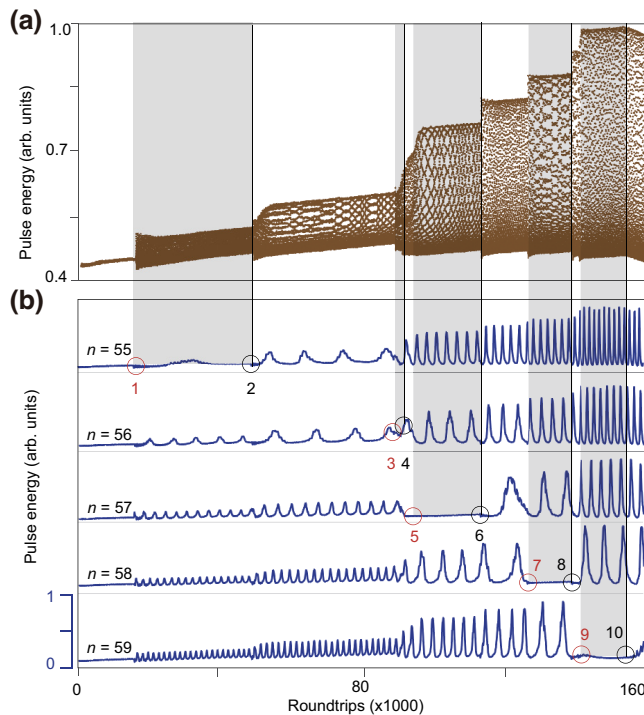 (a)
1.0
0.7
0.4
Pulse energy (arb. units)
(b)
n = 55
1
2
n = 56
3 4
n = 57
5
6
n = 58
7
8
n = 59
9
10
1
0
Pulse energy (arb. units)
0
80
160
Roundtrips (x1000)